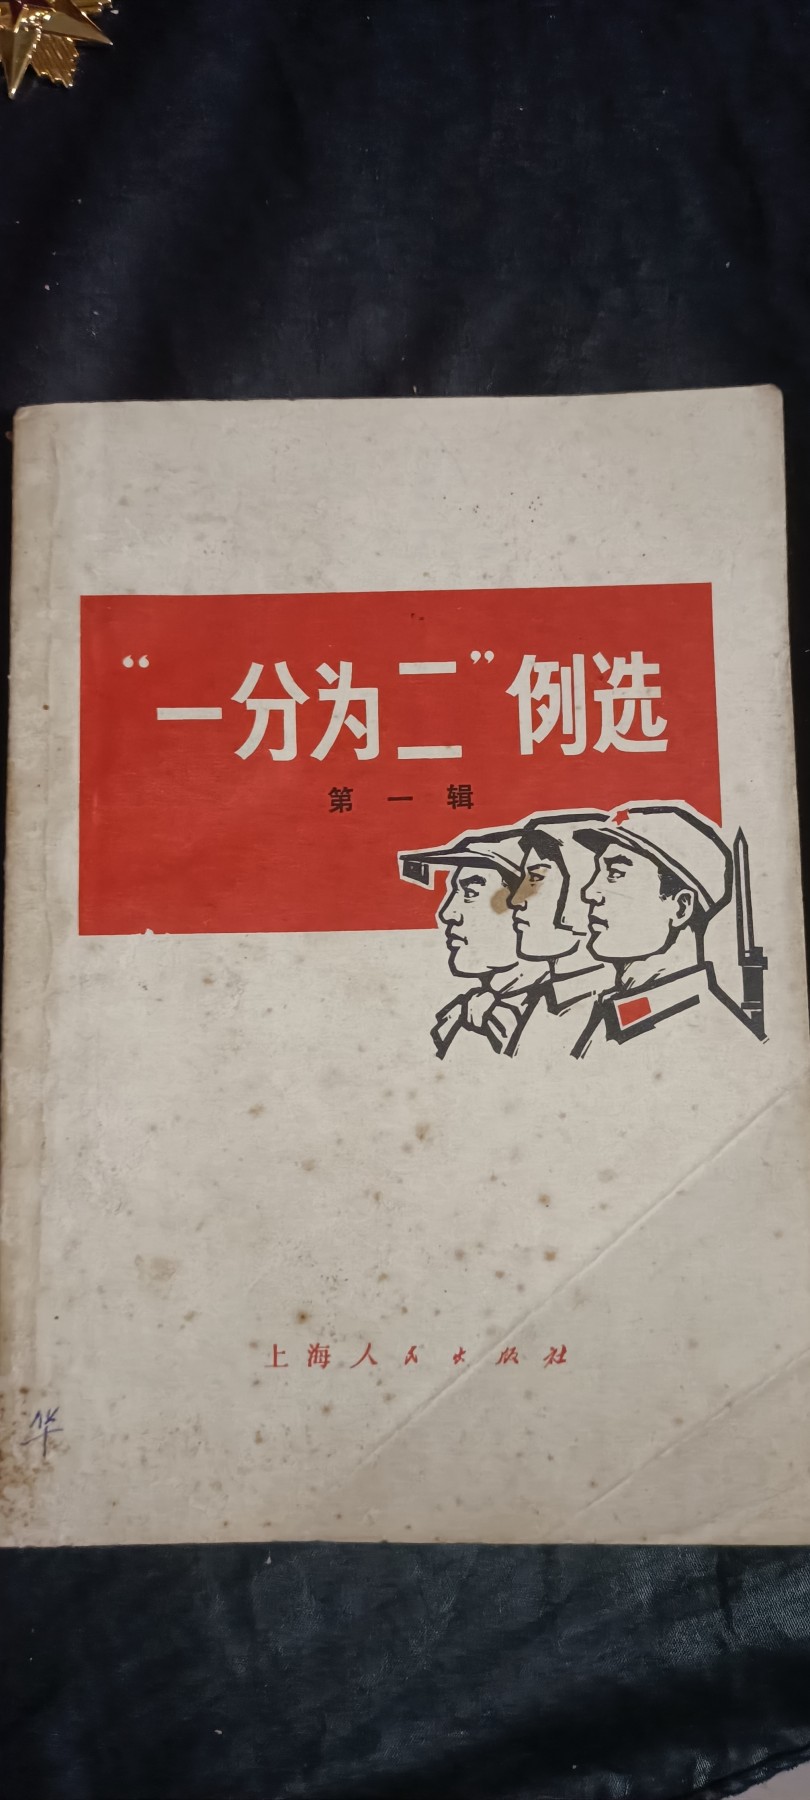 “一分为二”例选
第一辑
上海人民出版社
华